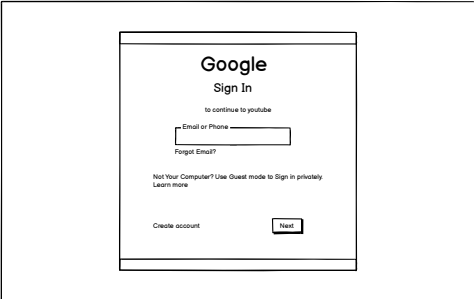 Google
Sign In
to continue to youtube
Email or Phone
Forgot Email?
Not Your Computer? Use Guest mode to Sign in privately.
Learn more
Create account
Next